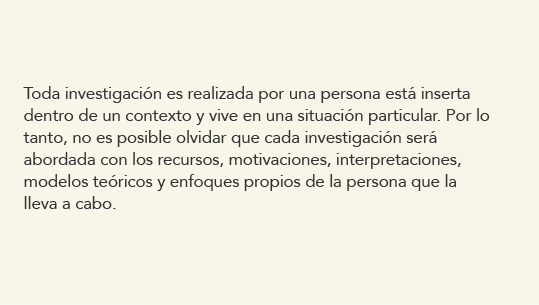 Toda investigación es realizada por una persona está inserta
dentro de un contexto y vive en una situación particular. Por lo
tanto, no es posible olvidar que cada investigación será
abordada con los recursos, motivaciones, interpretaciones,
modelos teóricos y enfoques propios de la persona que la
lleva a cabo.